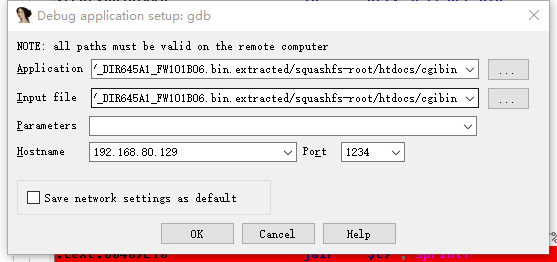 Debug application setup: gdb
NOTE: all paths must be valid on the remote computer
Application /_DIR645A1_FW101B06.bin.extracted/squashfs-root/htdocs/cgibin ...
Input file /_DIR645A1_FW101B06.bin.extracted/squashfs-root/htdocs/cgibin ...
Parameters
Hostname 192.168.80.129 Port 1234
Save network settings as default
OK Cancel Help